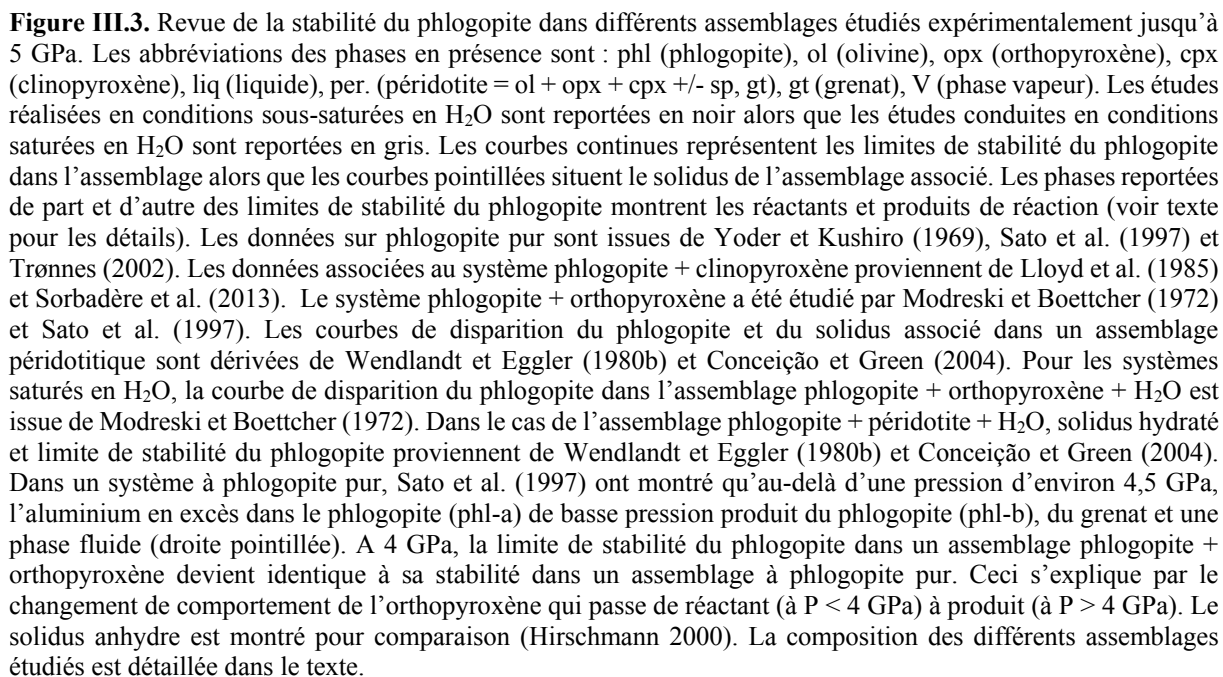 Figure III.3. Revue de la stabilité du phlogopite dans différents assemblages étudiés expérimentalement jusqu'à
5 GPa. Les abbréviations des phases en présence sont : phl (phlogopite), ol (olivine), opx (orthopyroxène), cpx
(clinopyroxène), liq (liquide), per. (péridotite = ol + opx + cpx +/- sp, gt), gt (grenat), V (phase vapeur). Les études
réalisées en conditions sous-saturées en H₂O sont reportées en noir alors que les études conduites en conditions
saturées en H₂O sont reportées en gris. Les courbes continues représentent les limites de stabilité du phlogopite
dans l'assemblage alors que les courbes pointillées situent le solidus de l'assemblage associé. Les phases reportées
de part et d'autre des limites de stabilité du phlogopite montrent les réactants et produits de réaction (voir texte
pour les détails). Les données sur phlogopite pur sont issues de Yoder et Kushiro (1969), Sato et al. (1997) et
Trønnes (2002). Les données associées au système phlogopite + clinopyroxène proviennent de Lloyd et al. (1985)
et Sorbadère et al. (2013). Le système phlogopite + orthopyroxène a été étudié par Modreski et Boettcher (1972)
et Sato et al. (1997). Les courbes de disparition du phlogopite et du solidus associé dans un assemblage
péridotitique sont dérivées de Wendlandt et Eggler (1980b) et Conceição et Green (2004). Pour les systèmes
saturés en H₂O, la courbe de disparition du phlogopite dans l'assemblage phlogopite + orthopyroxène + H₂O est
issue de Modreski et Boettcher (1972). Dans le cas de l'assemblage phlogopite + péridotite + H₂O, solidus hydraté
et limite de stabilité du phlogopite proviennent de Wendlandt et Eggler (1980b) et Conceição et Green (2004).
Dans un système à phlogopite pur, Sato et al. (1997) ont montré qu'au-delà d'une pression d'environ 4,5 GPa,
l'aluminium en excès dans le phlogopite (phl-a) de basse pression produit du phlogopite (phl-b), du grenat et une
phase fluide (droite pointillée). A 4 GPa, la limite de stabilité du phlogopite dans un assemblage phlogopite +
orthopyroxène devient identique à sa stabilité dans un assemblage à phlogopite pur. Ceci s'explique par le
changement de comportement de l'orthopyroxène qui passe de réactant (à P < 4 GPa) à produit (à P > 4 GPa). Le
solidus anhydre est montré pour comparaison (Hirschmann 2000). La composition des différents assemblages
étudiés est détaillée dans le texte.